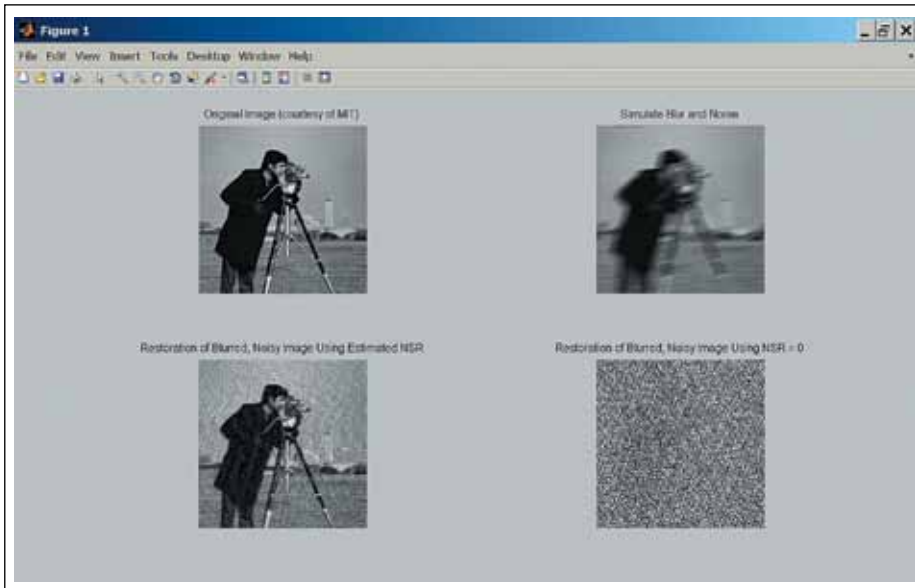 Figure 1
File Edit View Insert Tools Desktop Window Help
Original Image (courtesy of MIT)
Simulate Blur and Noise
Restoration of Blurred, Noisy Image Using Estimated NSR
Restoration of Blurred, Noisy Image Using NSR = 0